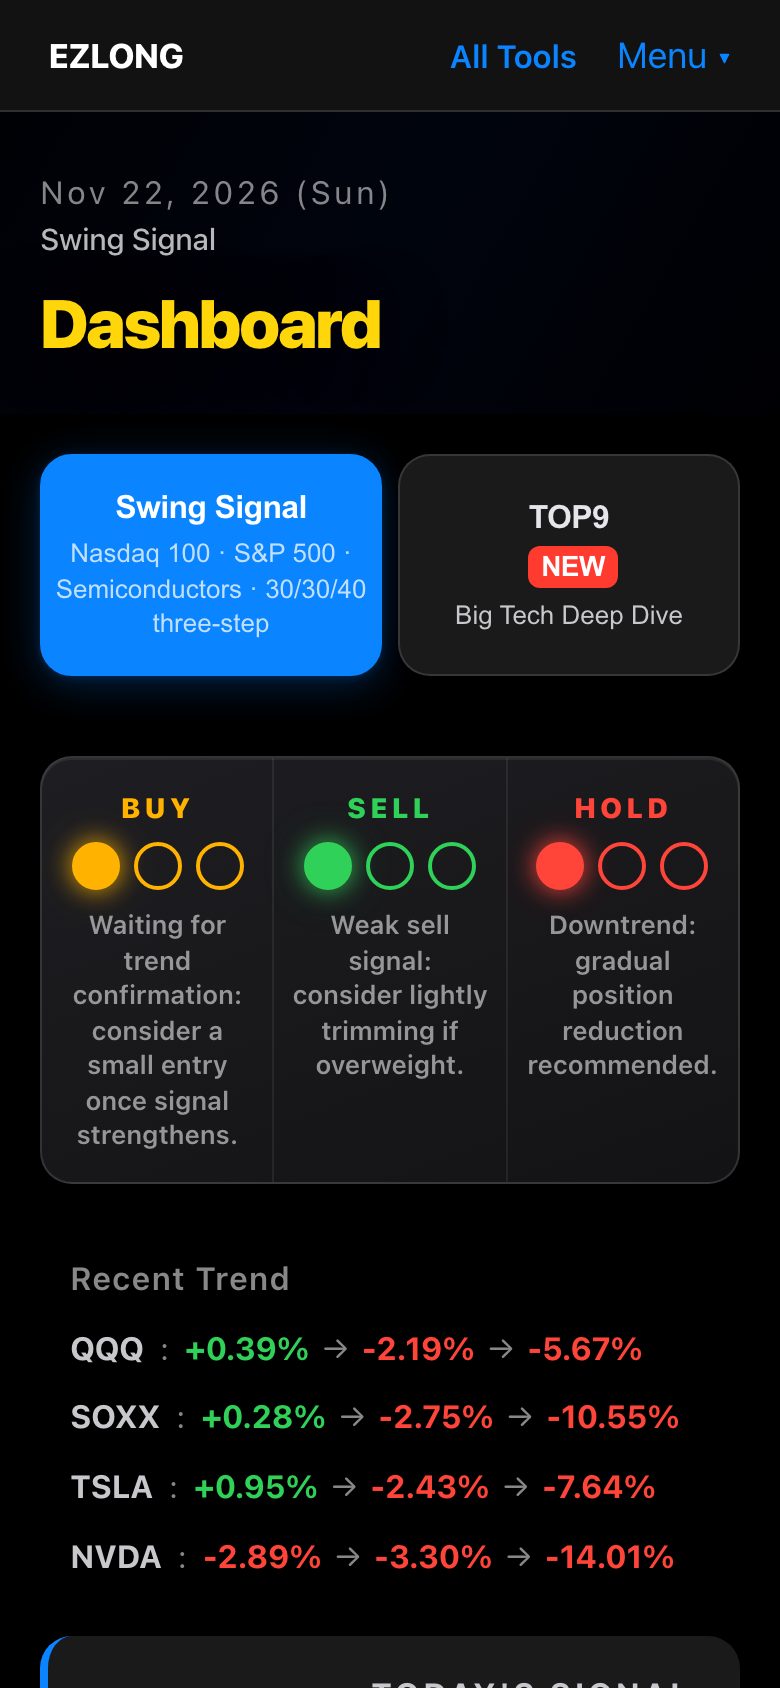 EZLONG
All Tools
Menu ▾
Nov 22, 2026 (Sun)
Swing Signal
Dashboard
Swing Signal
Nasdaq 100 · S&P 500 ·
Semiconductors · 30/30/40
three-step
TOP9
NEW
Big Tech Deep Dive
BUY
Waiting for
trend
confirmation:
consider a
small entry
once signal
strengthens.
SELL
Weak sell
signal:
consider lightly
trimming if
overweight.
HOLD
Downtrend:
gradual
position
reduction
recommended.
Recent Trend
QQQ : +0.39% → -2.19% → -5.67%
SOXX : +0.28% → -2.75% → -10.55%
TSLA : +0.95% → -2.43% → -7.64%
NVDA : -2.89% → -3.30% → -14.01%
TODAY'S SIGNAL